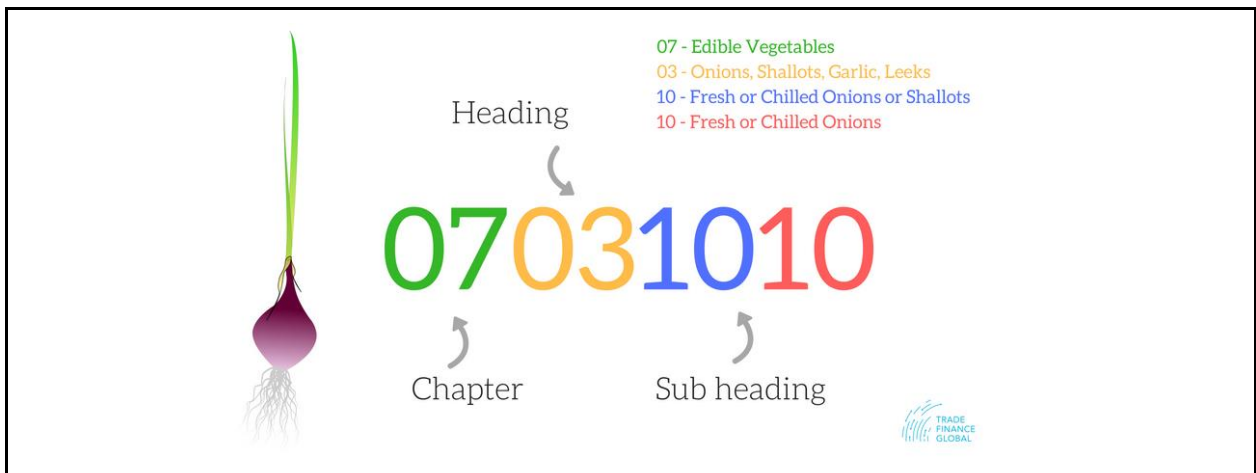 07 - Edible Vegetables
03 - Onions, Shallots, Garlic, Leeks
10 - Fresh or Chilled Onions or Shallots
10 - Fresh or Chilled Onions
Heading
07031010
Chapter
Sub heading
TRADE
FINANCE
GLOBAL